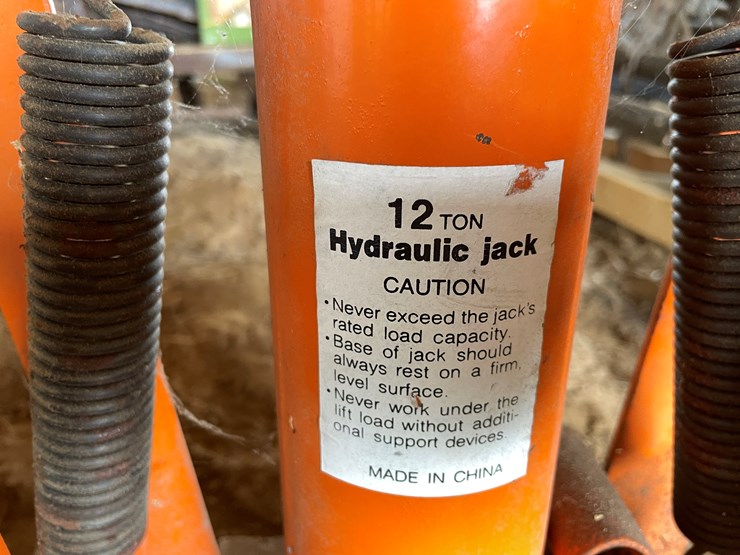 12 TON
Hydraulic jack
CAUTION
• Never exceed the jack's
rated load capacity.
• Base of jack should
always rest on a firm,
level surface.
• Never work under the
lift load without additi-
onal support devices.
MADE IN CHINA